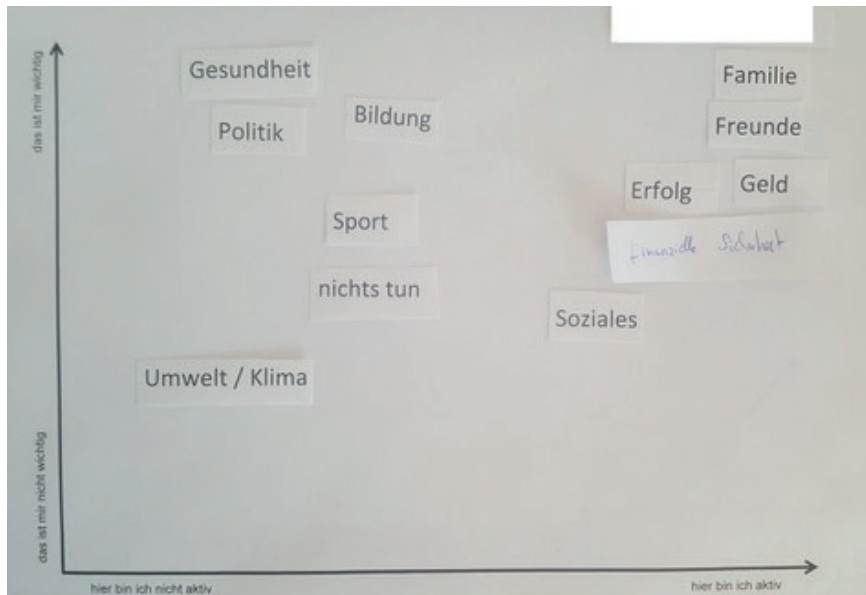 das ist mir wichtig
Gesundheit
Familie
Politik
Bildung
Freunde
Erfolg
Geld
Sport
finanzielle Sicherheit
nichts tun
Soziales
Umwelt / Klima
das ist mir nicht wichtig
hier bin ich nicht aktiv
hier bin ich aktiv